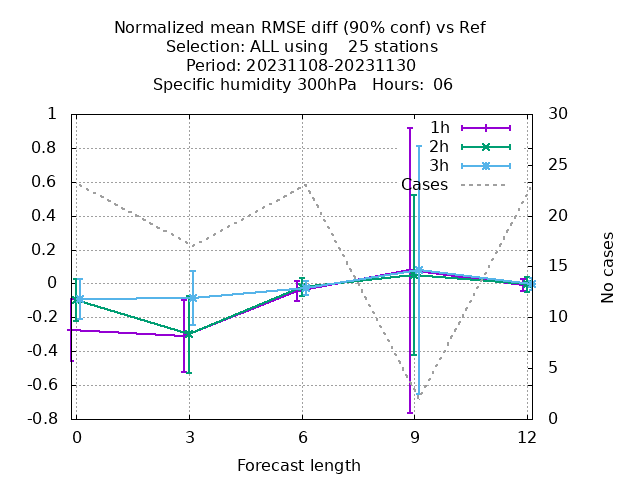 Normalized mean RMSE diff (90% conf) vs Ref
Selection: ALL using    25 stations
Period: 20231108-20231130
Specific humidity 300hPa   Hours:  06
1h
2h
3h
Cases
1
0.8
0.6
0.4
0.2
0
-0.2
-0.4
-0.6
-0.8
30
25
20
15
10
5
0
No cases
0 3 6 9 12
Forecast length